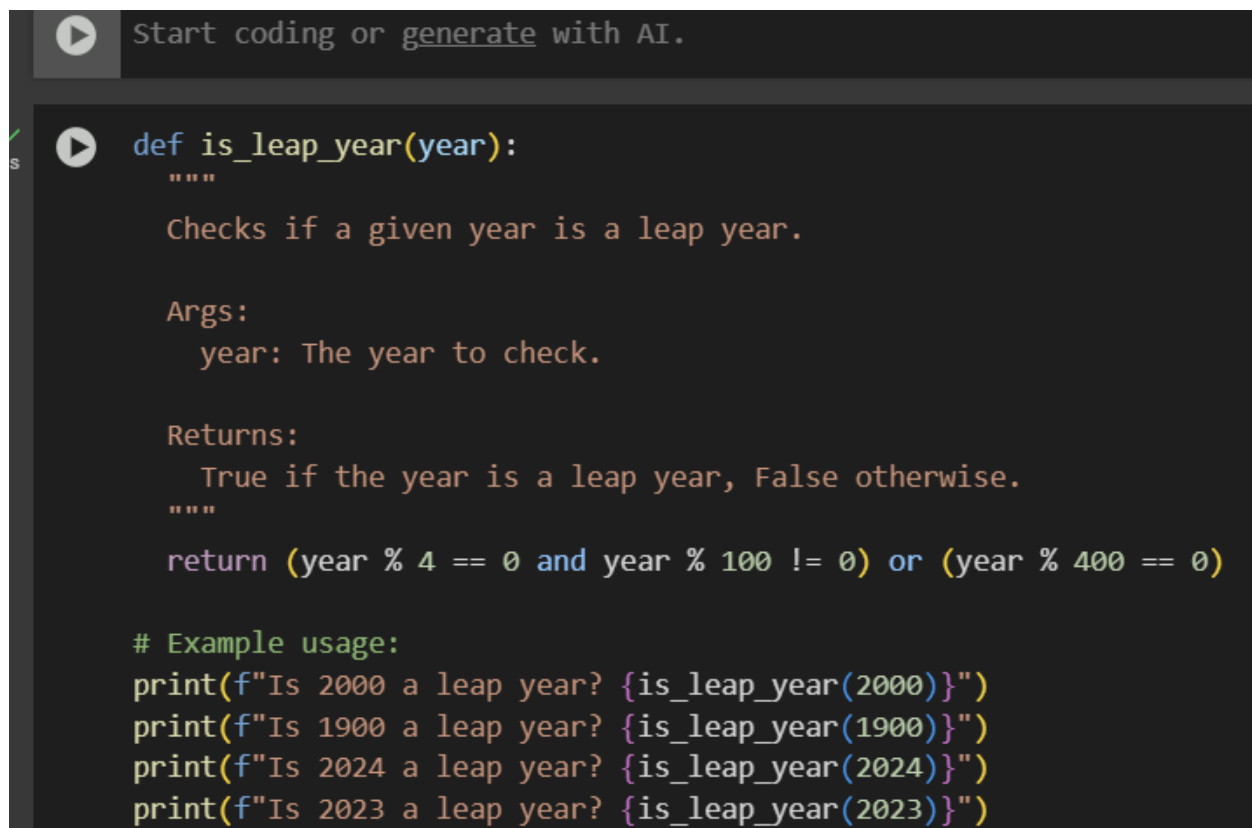 Start coding or generate with AI.
s
def is_leap_year(year):
  """
  Checks if a given year is a leap year.

  Args:
    year: The year to check.

  Returns:
    True if the year is a leap year, False otherwise.
  """
  return (year % 4 == 0 and year % 100 != 0) or (year % 400 == 0)

# Example usage:
print(f"Is 2000 a leap year? {is_leap_year(2000)}")
print(f"Is 1900 a leap year? {is_leap_year(1900)}")
print(f"Is 2024 a leap year? {is_leap_year(2024)}")
print(f"Is 2023 a leap year? {is_leap_year(2023)}")